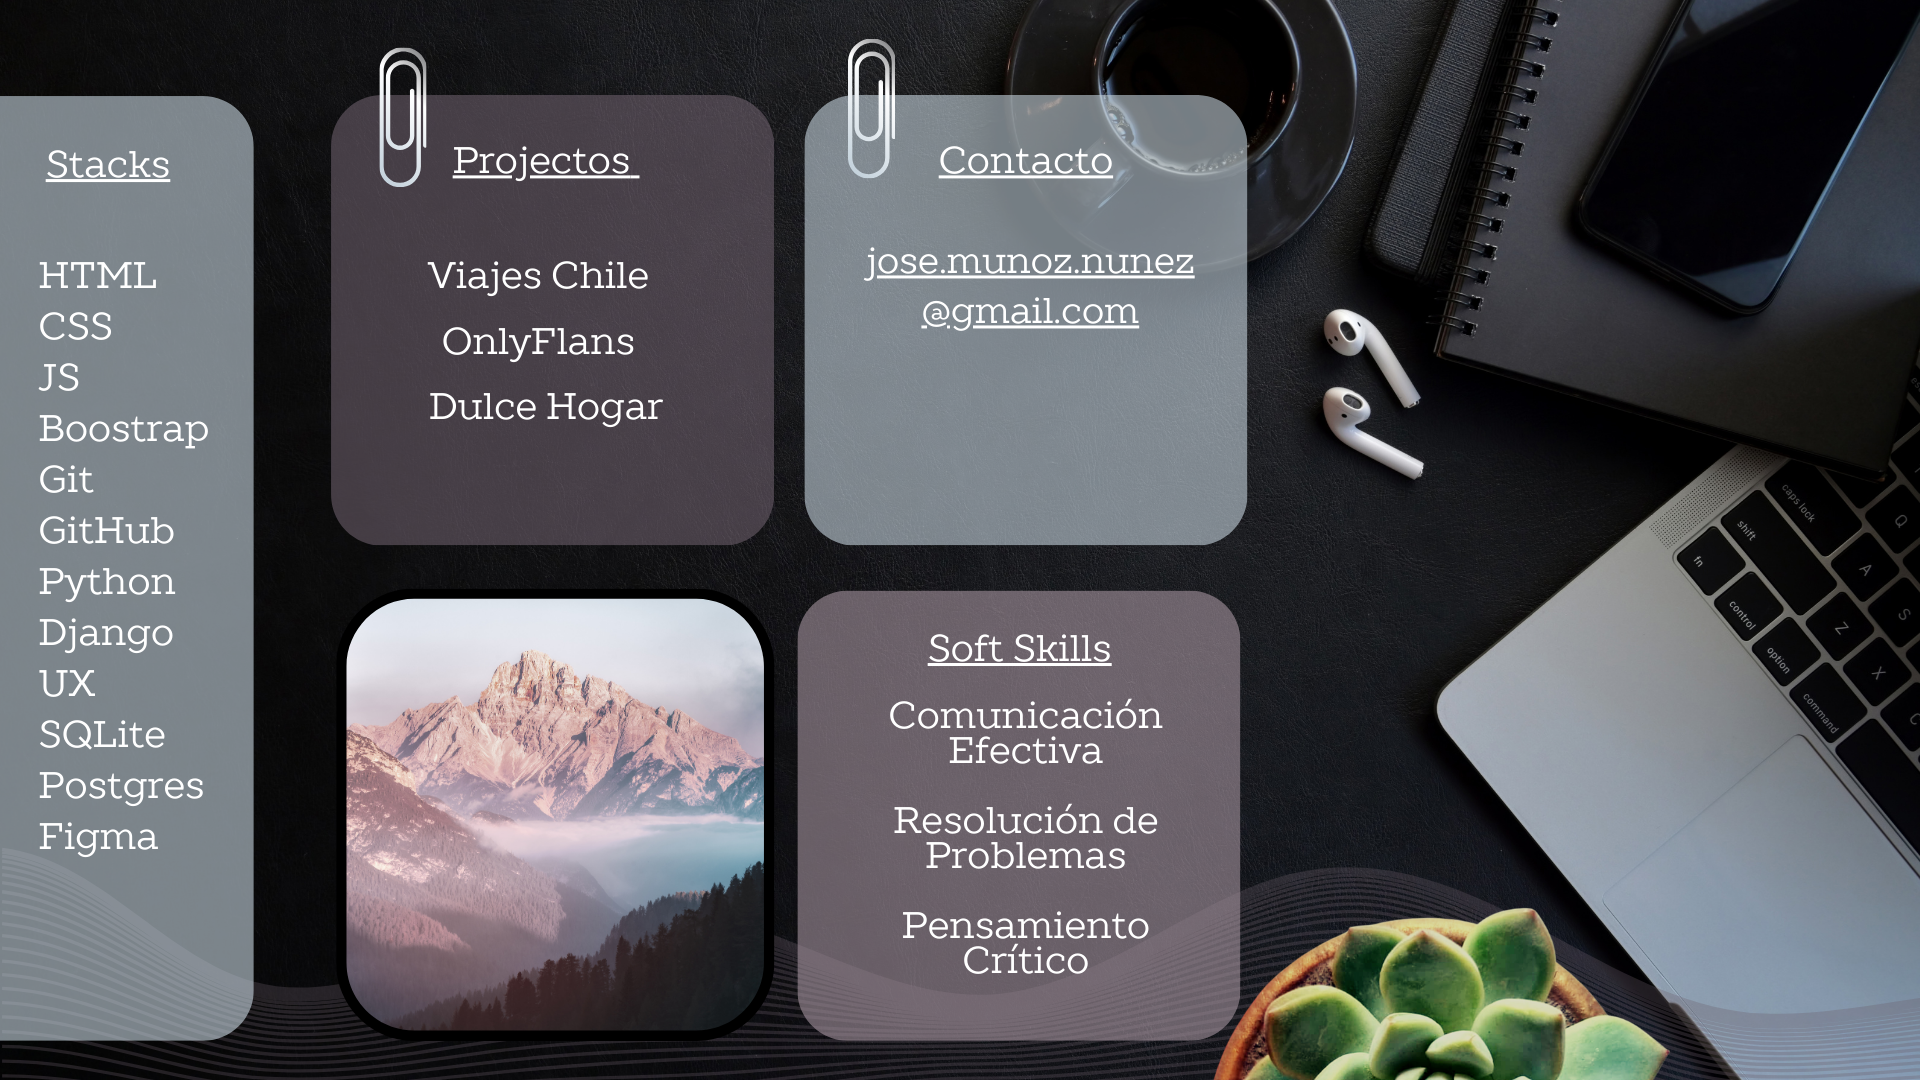 Stacks
HTML
CSS
JS
Boostrap
Git
GitHub
Python
Django
UX
SQLite
Postgres
Figma
Projectos
Viajes Chile
OnlyFlans
Dulce Hogar
Contacto
jose.munoz.nunez
@gmail.com
Soft Skills
Comunicación
Efectiva
Resolución de
Problemas
Pensamiento
Crítico
caps lock
Q
shift
A
S
fn
Z
control
X
option
C
command